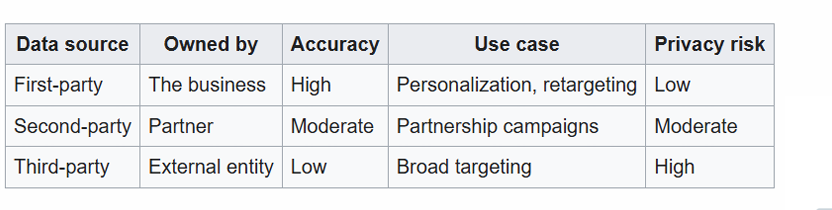 Data source Owned by Accuracy Use case Privacy risk
First-party The business High Personalization, retargeting Low
Second-party Partner Moderate Partnership campaigns Moderate
Third-party External entity Low Broad targeting High